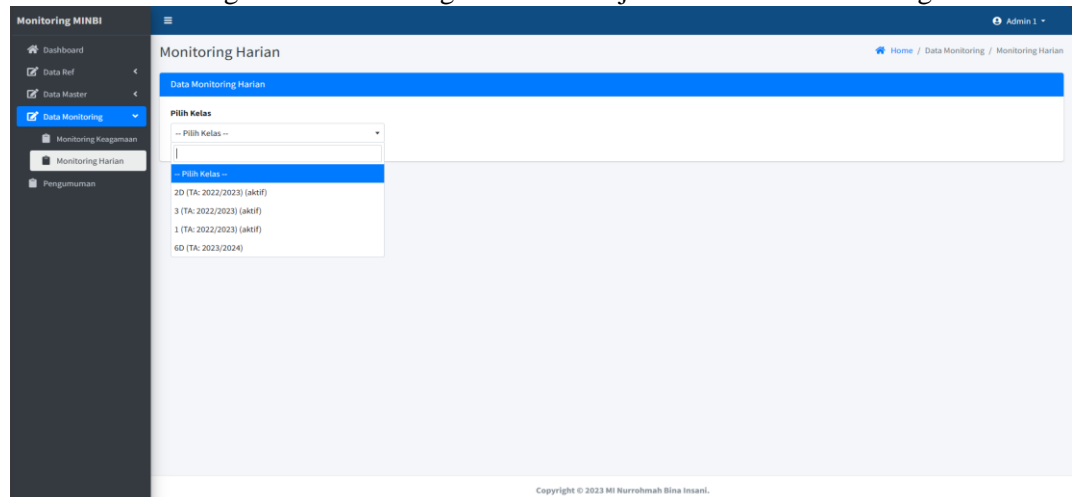 Monitoring MINBI
Admin 1
Dashboard
Data Ref
Data Master
Data Monitoring
Monitoring Keagamaan
Monitoring Harian
Pengumuman
Monitoring Harian
Home / Data Monitoring / Monitoring Harian
Data Monitoring Harian
Pilih Kelas
-- Pilih Kelas --
-- Pilih Kelas --
2D (TA: 2022/2023) (aktif)
3 (TA: 2022/2023) (aktif)
1 (TA: 2022/2023) (aktif)
6D (TA: 2023/2024)
Copyright © 2023 MI Nurrohmah Bina Insani.